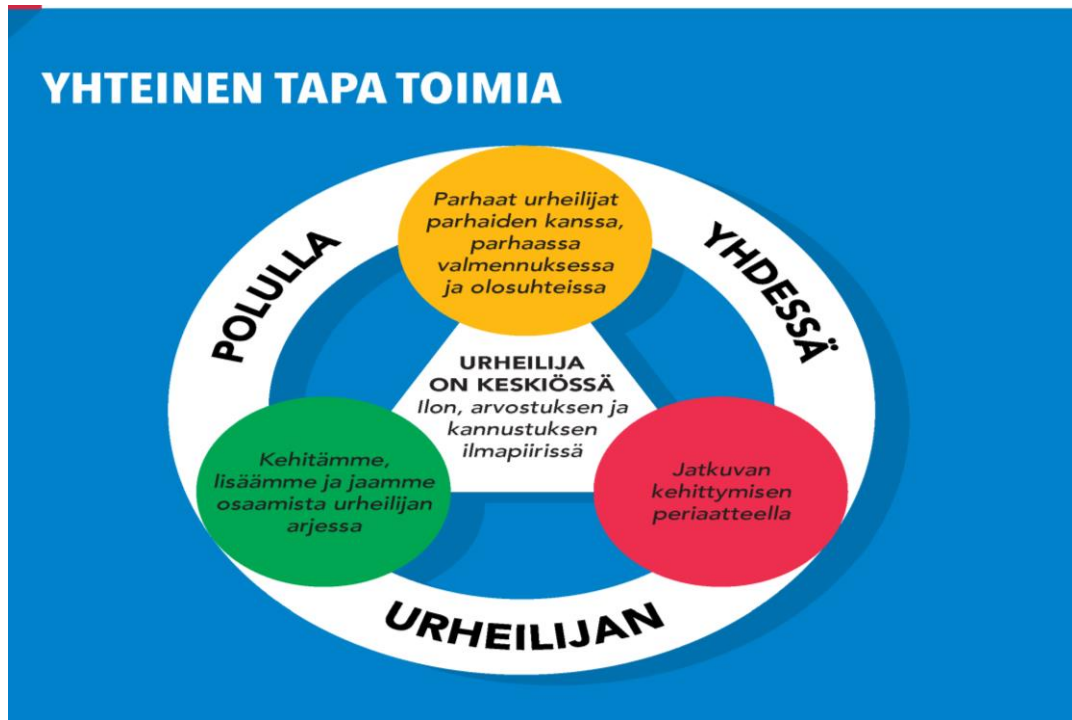 YHTEINEN TAPA TOIMIA
Parhaat urheilijat
parhaiden kanssa,
parhaassa
valmennuksessa
ja olosuhteissa
YHDESSÄ
URHEILIJAN
POLULLA
URHEILIJA
ON KESKIÖSSÄ
Ilon, arvostuksen ja
kannustuksen
ilmapiirissä
Kehitämme,
lisäämme ja jaamme
osaamista urheilijan
arjessa
Jatkuvan
kehittymisen
periaatteella